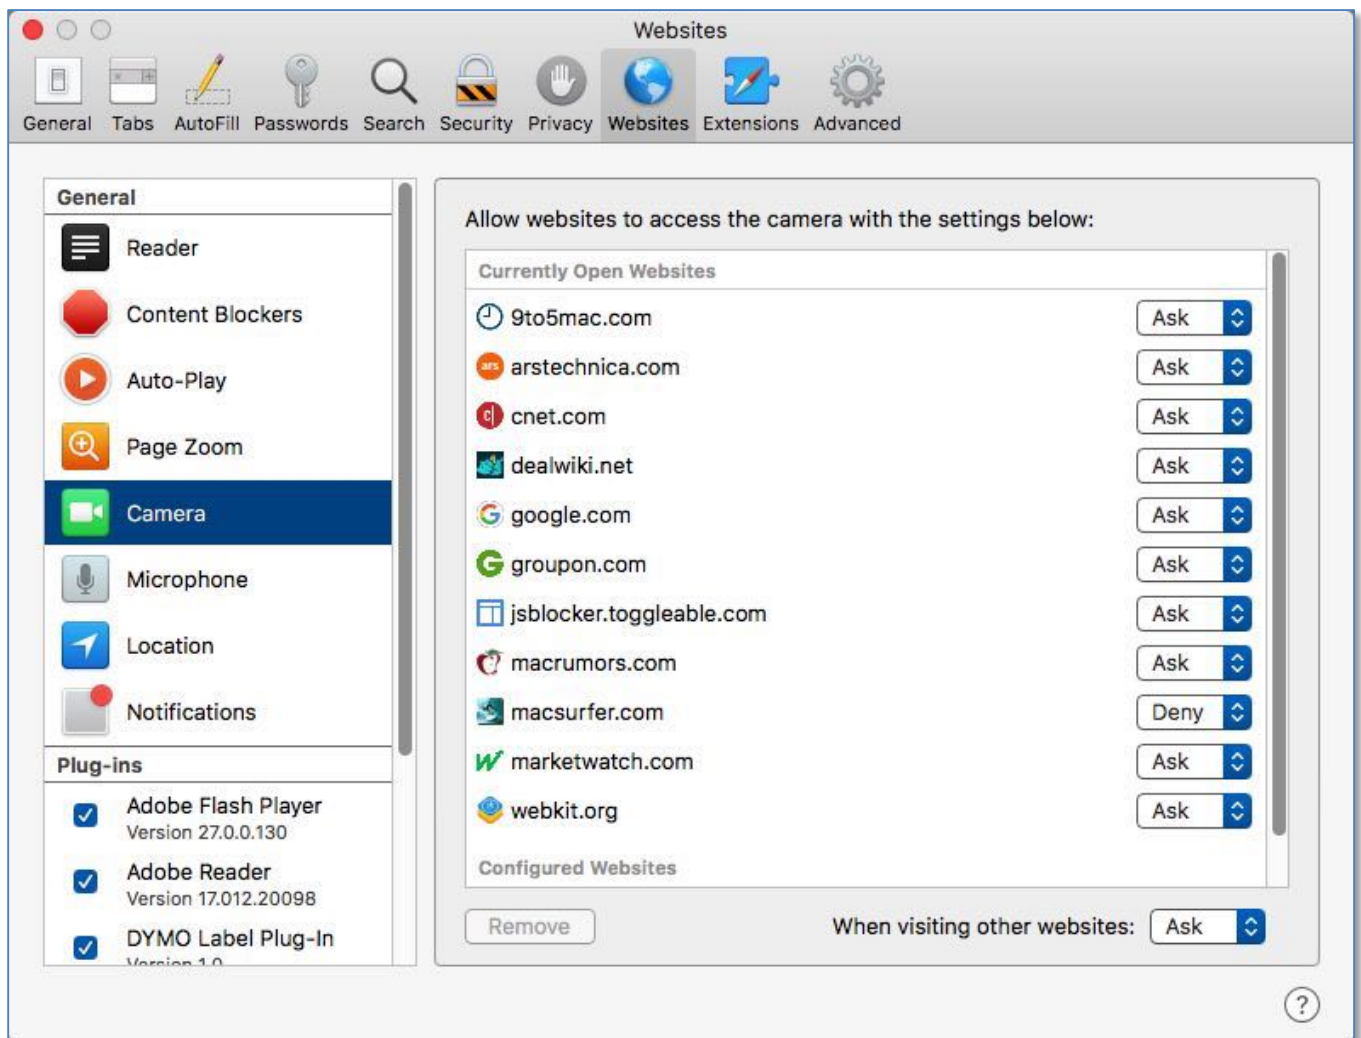 Websites
General Tabs AutoFill Passwords Search Security Privacy Websites Extensions Advanced
General
Reader
Content Blockers
Auto-Play
Page Zoom
Camera
Microphone
Location
Notifications
Plug-ins
Adobe Flash Player
Version 27.0.0.130
Adobe Reader
Version 17.012.20098
DYMO Label Plug-In
Version 1.0
Allow websites to access the camera with the settings below:
Currently Open Websites
9to5mac.com Ask
ars arstechnica.com Ask
c| cnet.com Ask
dealwiki.net Ask
G google.com Ask
G groupon.com Ask
jsblocker.toggleable.com Ask
macrumors.com Ask
macsurfer.com Deny
W marketwatch.com Ask
webkit.org Ask
Configured Websites
Remove When visiting other websites: Ask
?